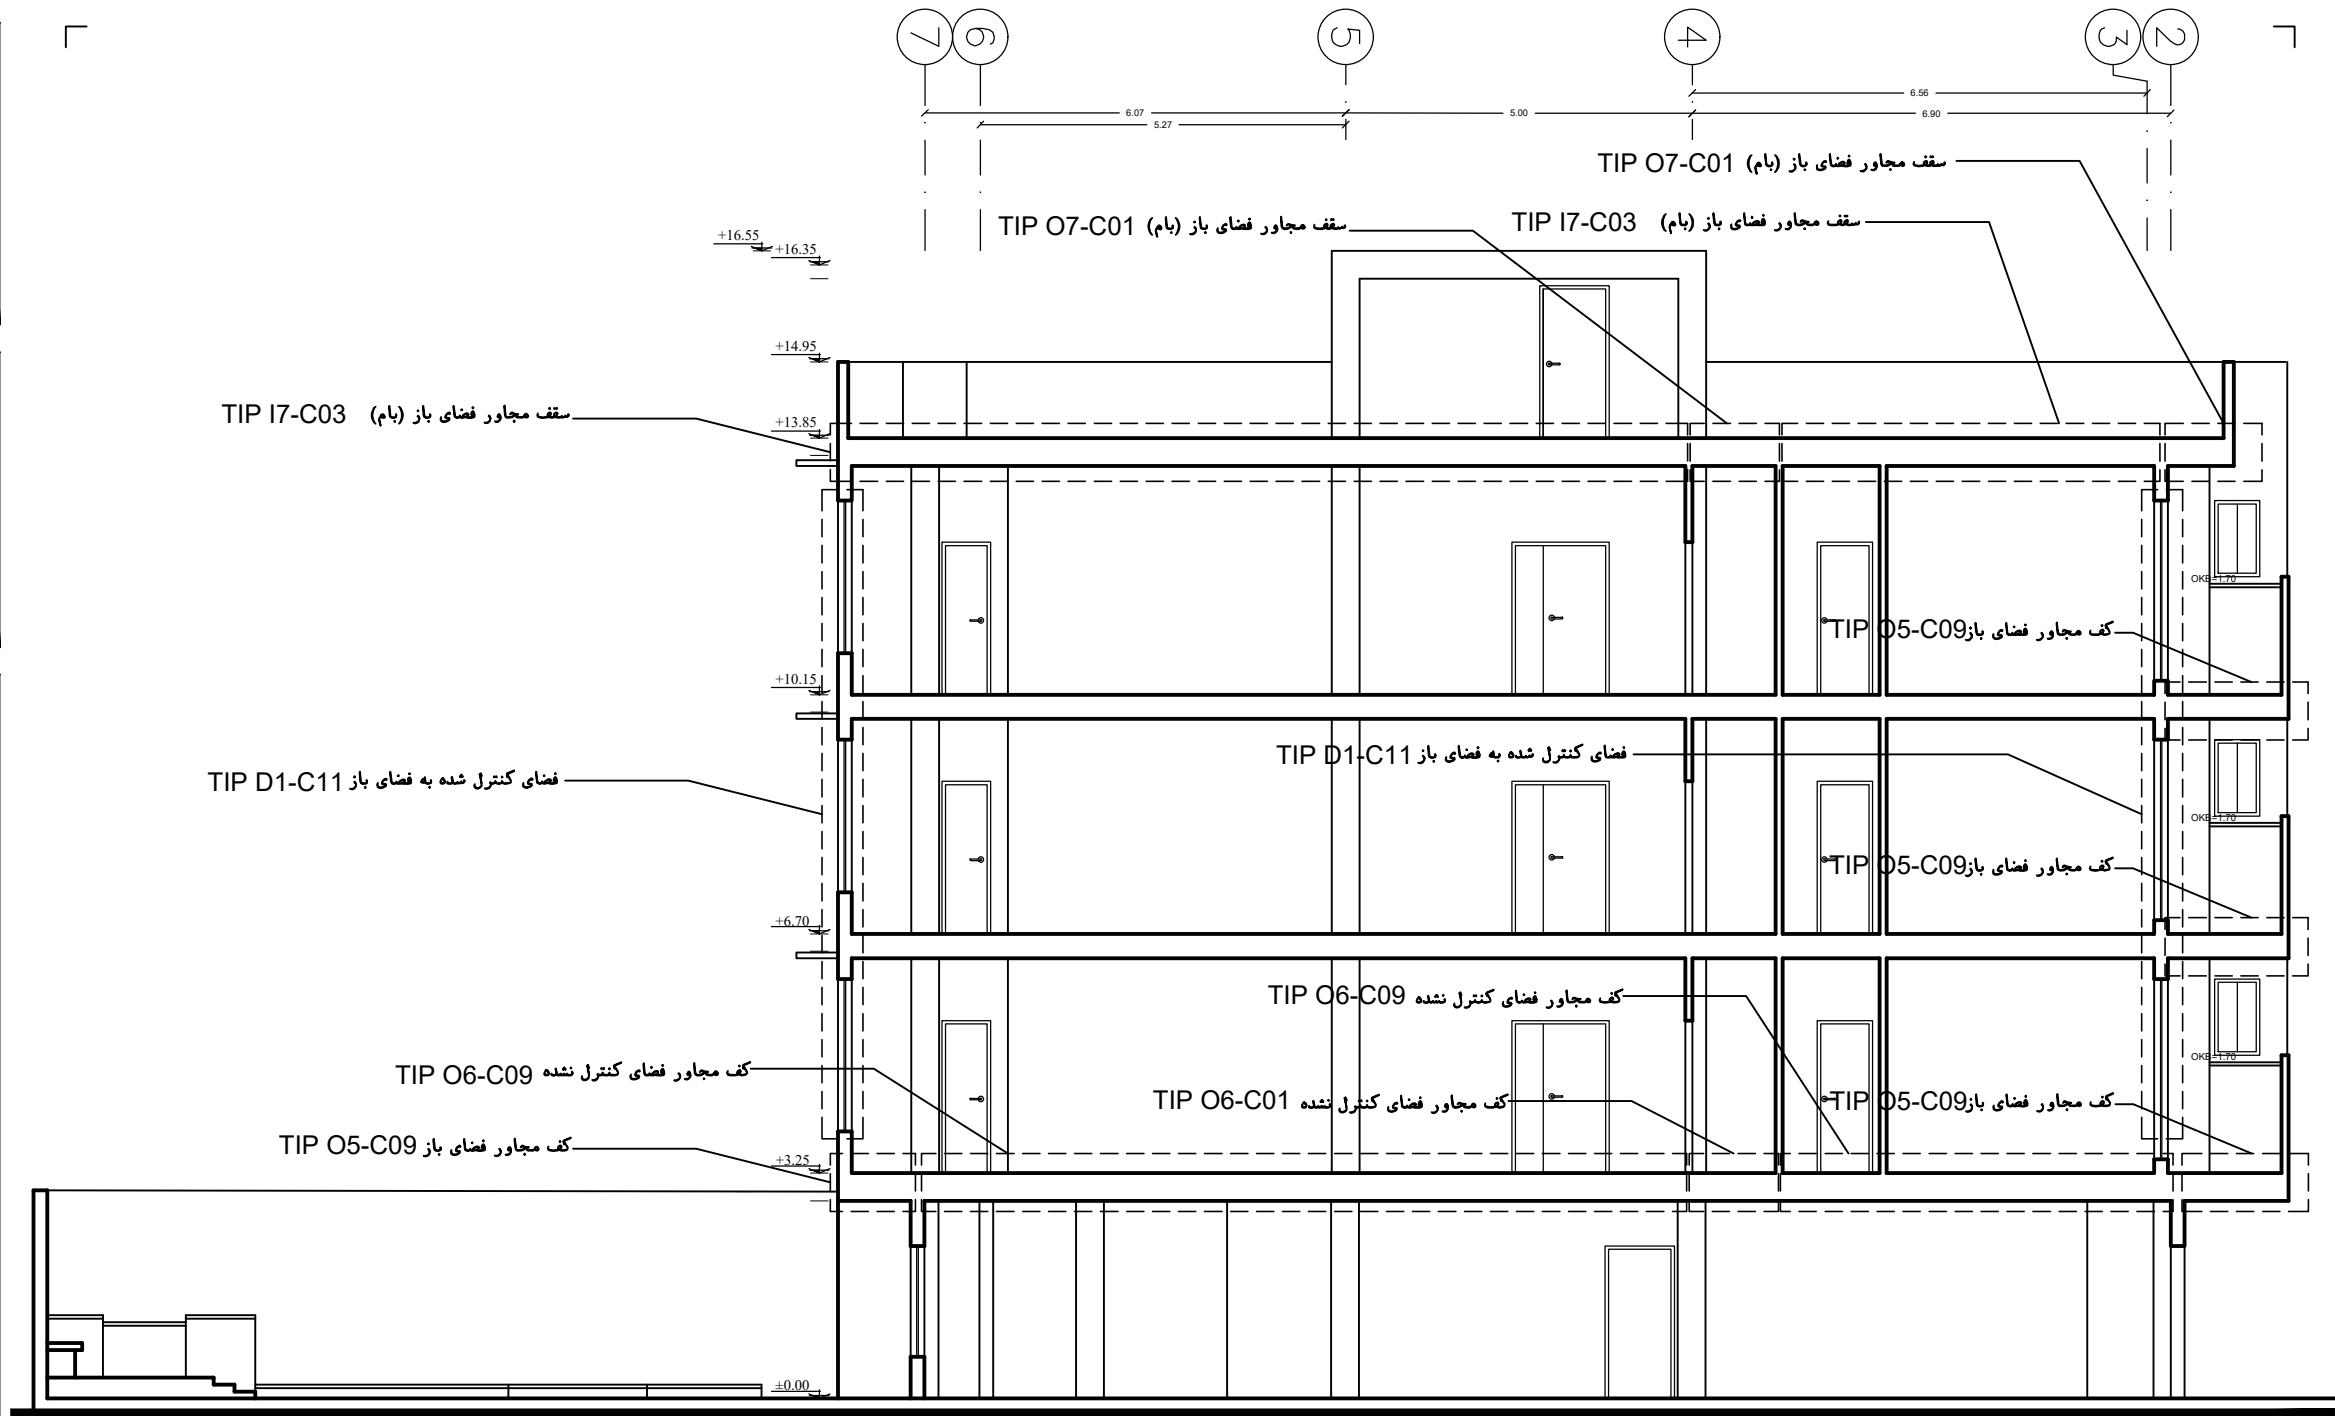 7 6 5 4 3 2
6.56
6.07 5.00 6.90
5.27
سقف مجاور فضای باز (بام) TIP O7-C01
سقف مجاور فضای باز (بام) TIP O7-C01
سقف مجاور فضای باز (بام) TIP I7-C03
+16.55
+16.35
+14.95
سقف مجاور فضای باز (بام) TIP I7-C03
+13.85
OKB=1.70
کف مجاور فضای باز TIP O5-C09
+10.15
فضای کنترل شده به فضای باز TIP D1-C11
فضای کنترل شده به فضای باز TIP D1-C11
OKB=1.70
کف مجاور فضای باز TIP O5-C09
+6.70
کف مجاور فضای کنترل نشده TIP O6-C09
OKB=1.70
کف مجاور فضای کنترل نشده TIP O6-C09
کف مجاور فضای کنترل نشده TIP O6-C01
کف مجاور فضای باز TIP O5-C09
کف مجاور فضای باز TIP O5-C09
+3.25
±0.00